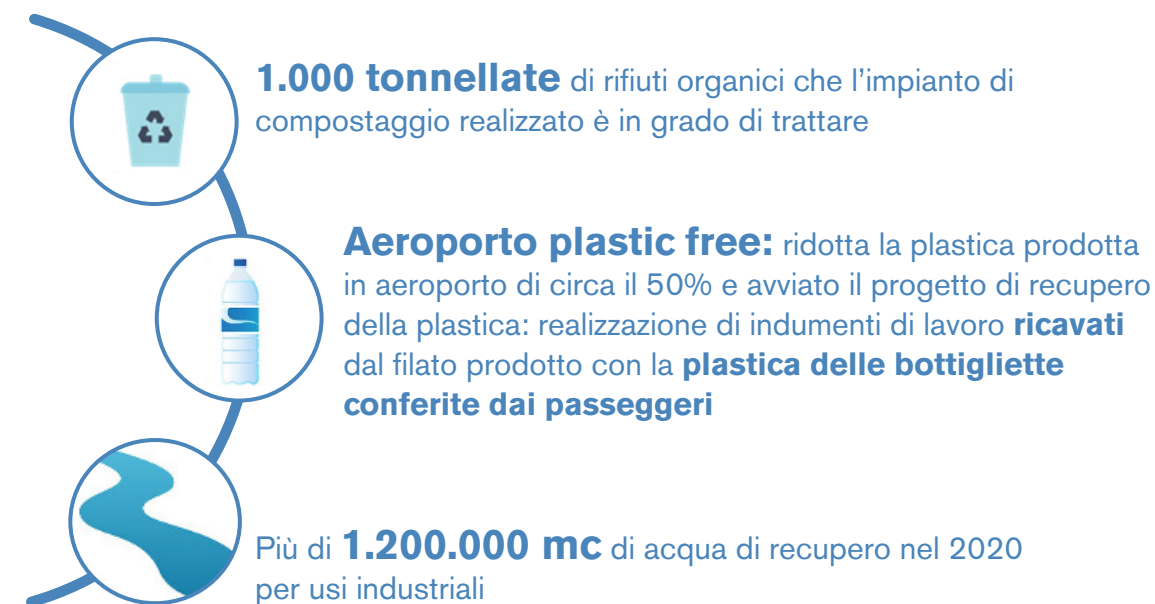 1.000 tonnellate di rifiuti organici che l’impianto di
compostaggio realizzato è in grado di trattare
Aeroporto plastic free: ridotta la plastica prodotta
in aeroporto di circa il 50% e avviato il progetto di recupero
della plastica: realizzazione di indumenti di lavoro ricavati
dal filato prodotto con la plastica delle bottigliette
conferite dai passeggeri
Più di 1.200.000 mc di acqua di recupero nel 2020
per usi industriali